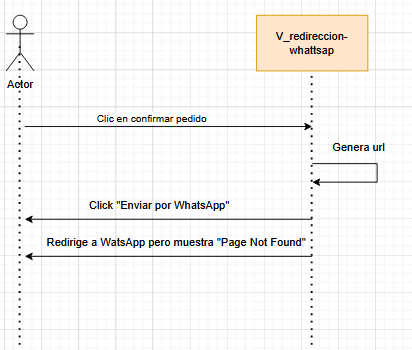 V_redireccion-
whattsap
Actor
Clic en confirmar pedido
Genera url
Click "Enviar por WhatsApp"
Redirige a WatsApp pero muestra "Page Not Found"